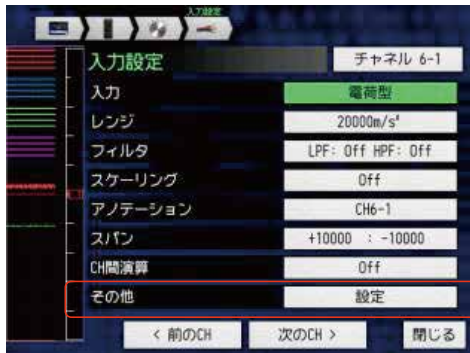 入力設定
入力設定 チャネル 6-1
入力 電荷型
レンジ 20000m/s²
フィルタ LPF: Off HPF: Off
スケーリング Off
アノテーション CH6-1
スパン +10000 : -10000
CH間演算 Off
その他 設定
< 前のCH 次のCH > 閉じる